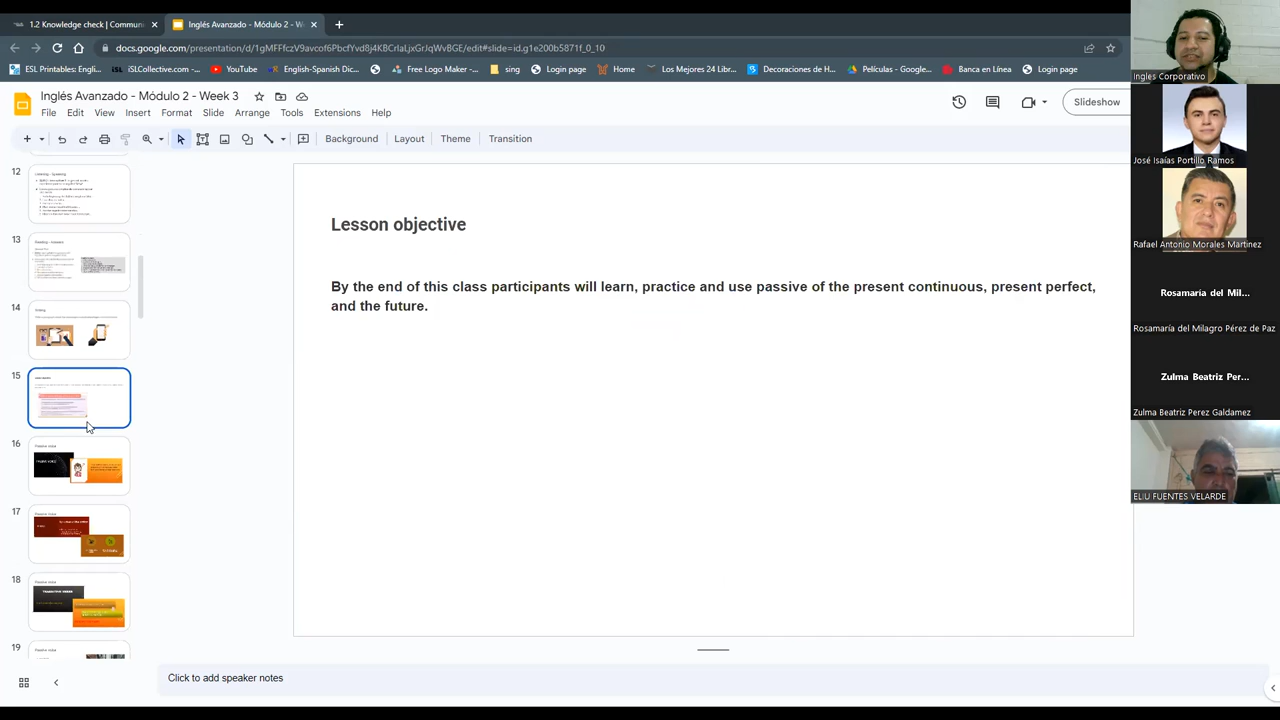 1.2 Knowledge check | Commun
Inglés Avanzado - Módulo 2 - W
docs.google.com/presentation/d/1gMFFfczV9avcof6PbcfYvd8j4KBCrIaLjxGrJqWvBGE/edit#slide=id.g1e200b5871f_0_10
ESL Printables: Engli...
iSLCollective.com -...
YouTube
English-Spanish Dic...
Free Logo Maker
Login page
Home
Los Mejores 24 Libr...
Decoraciones de H...
Películas - Google...
Banca en Línea
Login page
Inglés Avanzado - Módulo 2 - Week 3
File Edit View Insert Format Slide Arrange Tools Extensions Help
Slideshow
Background Layout Theme Transition
12
13
14
15
16
17
18
19
Lesson objective
By the end of this class participants will learn, practice and use passive of the present continuous, present perfect,
and the future.
Click to add speaker notes
Ingles Corporativo
José Isaías Portillo Ramos
Rafael Antonio Morales Martinez
Rosamaría del Mil...
Rosamaría del Milagro Pérez de Paz
Zulma Beatriz Per...
Zulma Beatriz Perez Galdamez
ELIU FUENTES VELARDE